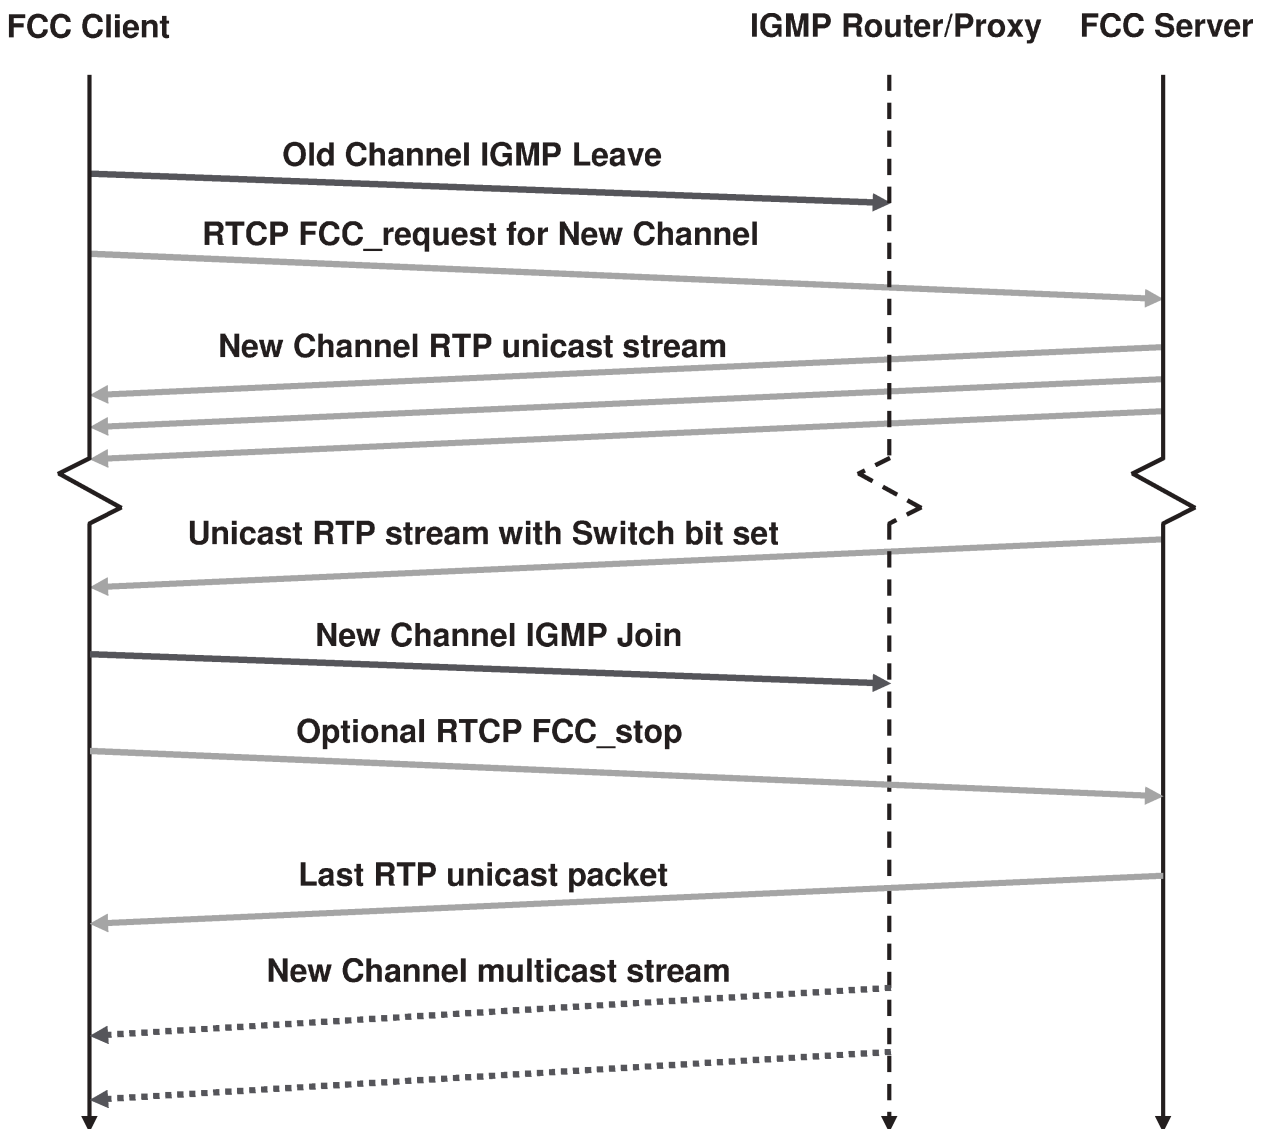 FCC Client
IGMP Router/Proxy
FCC Server
Old Channel IGMP Leave
RTCP FCC_request for New Channel
New Channel RTP unicast stream
Unicast RTP stream with Switch bit set
New Channel IGMP Join
Optional RTCP FCC_stop
Last RTP unicast packet
New Channel multicast stream